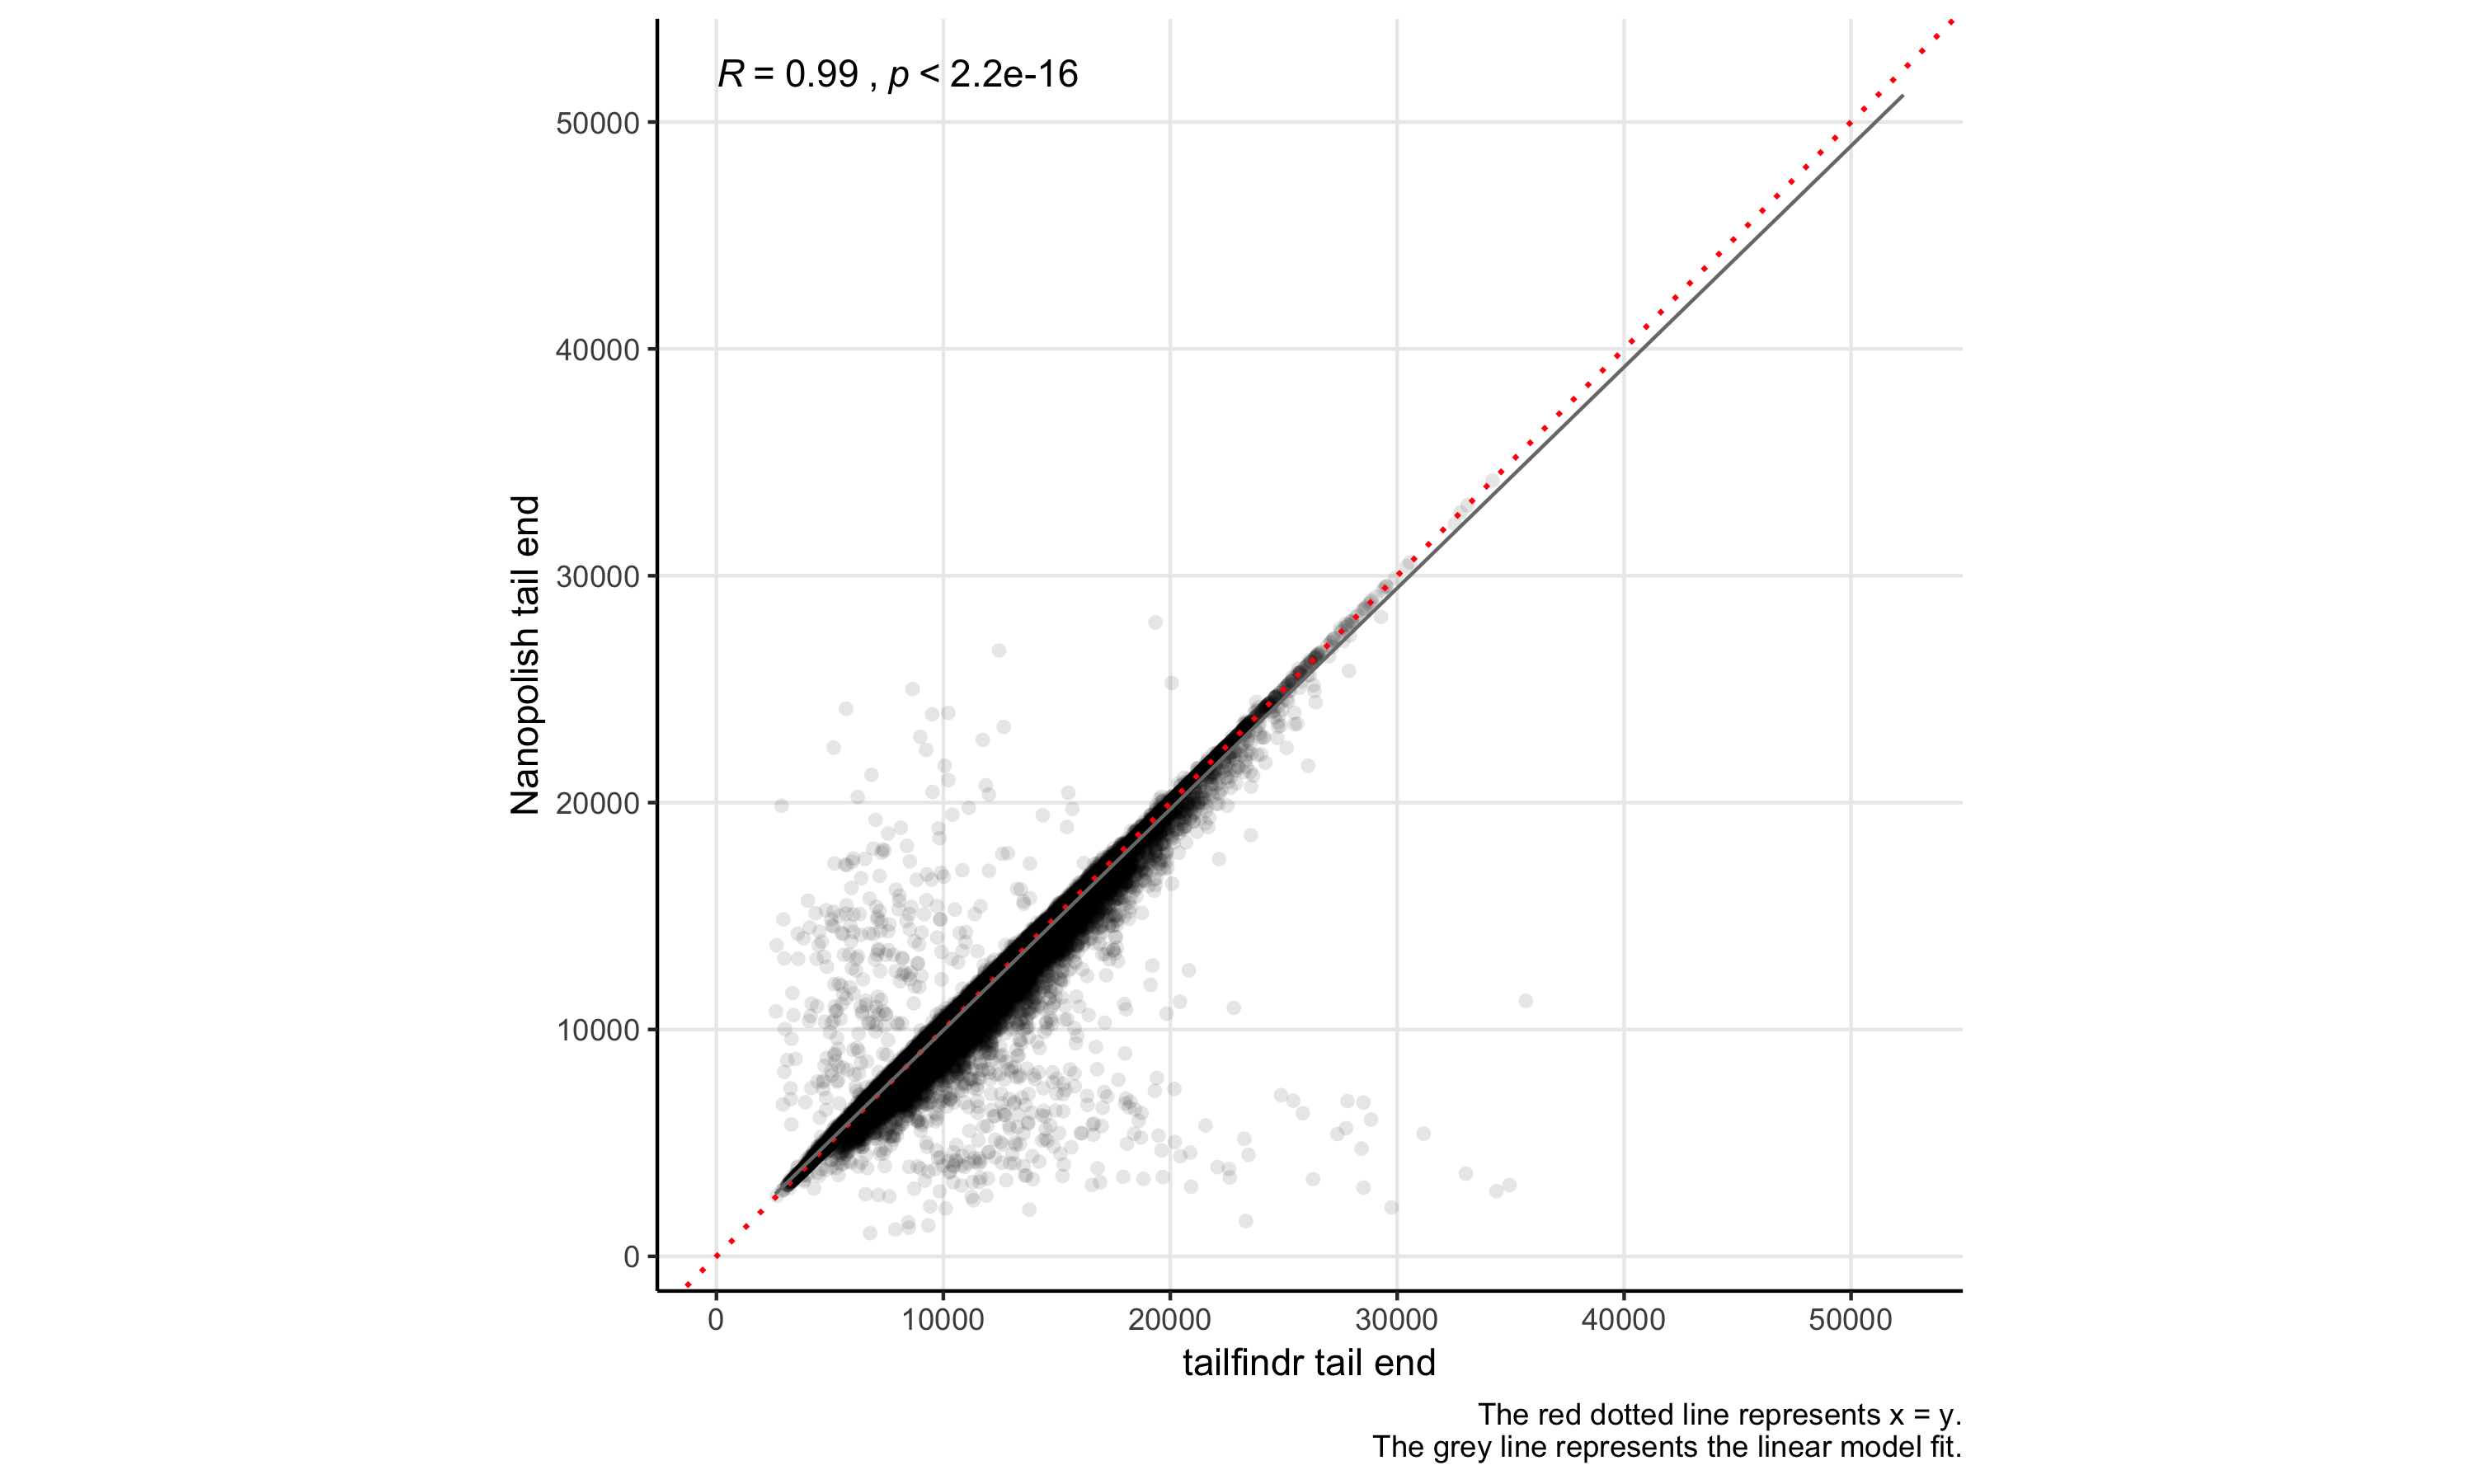 R = 0.99 , p < 2.2e-16
50000
40000
30000
20000
10000
0
Nanopolish tail end
0 10000 20000 30000 40000 50000
tailfindr tail end
The red dotted line represents x = y.
The grey line represents the linear model fit.